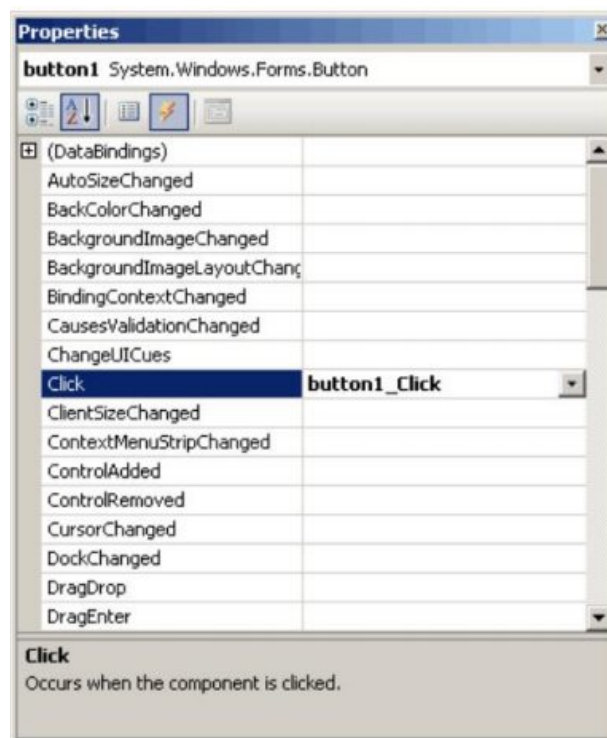 Properties
button1 System.Windows.Forms.Button
(DataBindings)
AutoSizeChanged
BackColorChanged
BackgroundImageChanged
BackgroundImageLayoutChang
BindingContextChanged
CausesValidationChanged
ChangeUICues
Click button1_Click
ClientSizeChanged
ContextMenuStripChanged
ControlAdded
ControlRemoved
CursorChanged
DockChanged
DragDrop
DragEnter
Click
Occurs when the component is clicked.